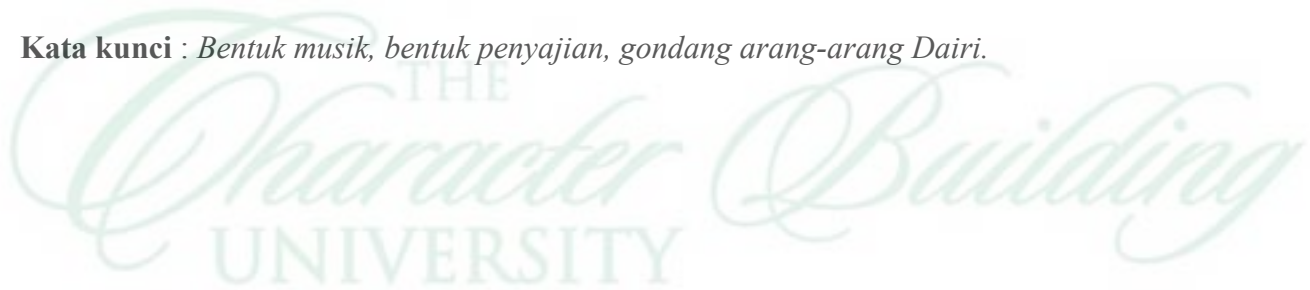 Kata kunci : Bentuk musik, bentuk penyajian, gondang arang-arang Dairi.
THE
Character Building
UNIVERSITY